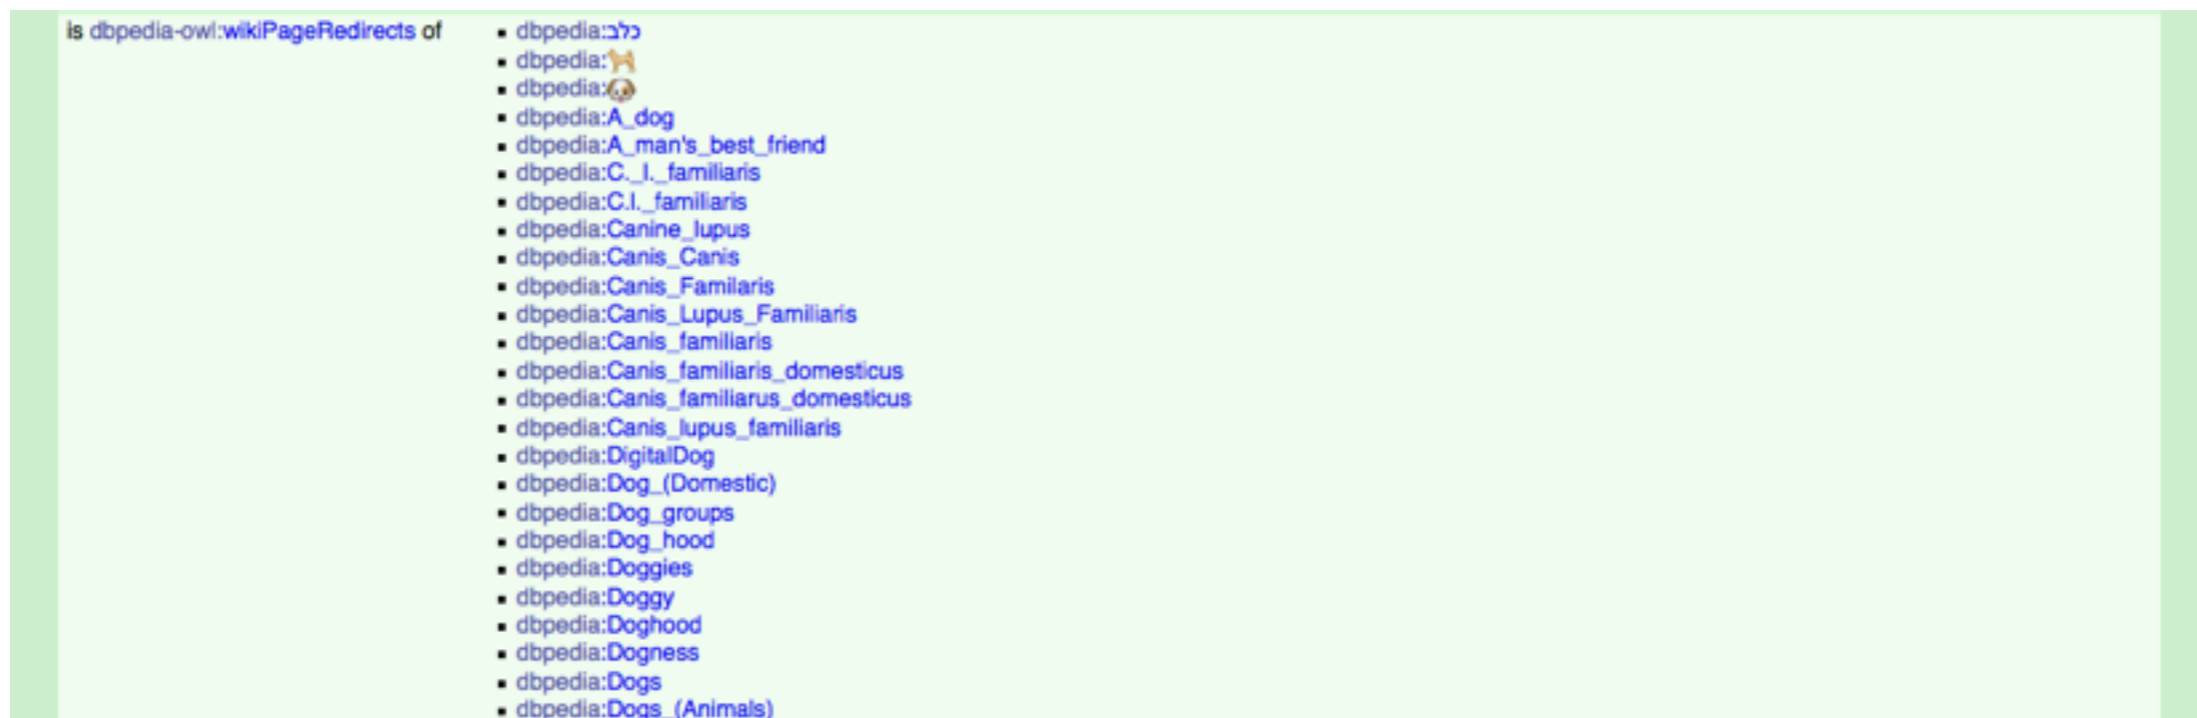 is dbpedia-owl:wikiPageRedirects of
dbpedia:כלב
dbpedia:🐕
dbpedia:🐶
dbpedia:A_dog
dbpedia:A_man's_best_friend
dbpedia:C._l._familiaris
dbpedia:C.l._familiaris
dbpedia:Canine_lupus
dbpedia:Canis_Canis
dbpedia:Canis_Familaris
dbpedia:Canis_Lupus_Familiaris
dbpedia:Canis_familiaris
dbpedia:Canis_familiaris_domesticus
dbpedia:Canis_familiarus_domesticus
dbpedia:Canis_lupus_familiaris
dbpedia:DigitalDog
dbpedia:Dog_(Domestic)
dbpedia:Dog_groups
dbpedia:Dog_hood
dbpedia:Doggies
dbpedia:Doggy
dbpedia:Doghood
dbpedia:Dogness
dbpedia:Dogs
dbpedia:Dogs_(Animals)